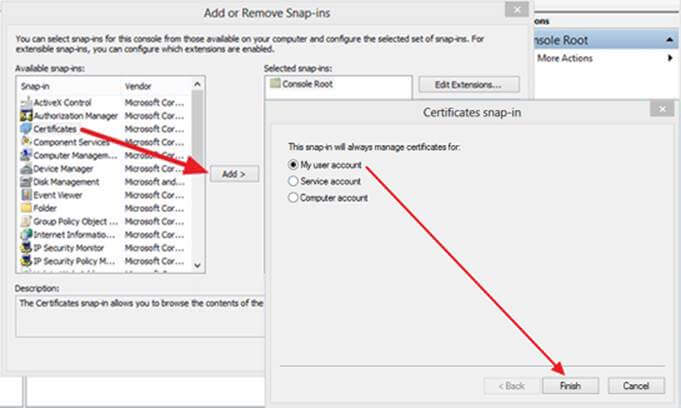 Add or Remove Snap-ins
You can select snap-ins for this console from those available on your computer and configure the selected set of snap-ins. For
extensible snap-ins, you can configure which extensions are enabled.
Available snap-ins:
Snap-in Vendor
ActiveX Control Microsoft Cor...
Authorization Manager Microsoft Cor...
Certificates Microsoft Cor...
Component Services Microsoft Cor...
Computer Managem... Microsoft Cor...
Device Manager Microsoft Cor...
Disk Management Microsoft and...
Event Viewer Microsoft Cor...
Folder Microsoft Cor...
Group Policy Object ... Microsoft Cor...
Internet Informatio... Microsoft Cor...
IP Security Monitor Microsoft Cor...
IP Security Policy M... Microsoft Cor...
Add >
Selected snap-ins:
Console Root
Edit Extensions...
Description:
The Certificates snap-in allows you to browse the contents of the
ons
nsole Root
More Actions
Certificates snap-in
This snap-in will always manage certificates for:
My user account
Service account
Computer account
< Back Finish Cancel